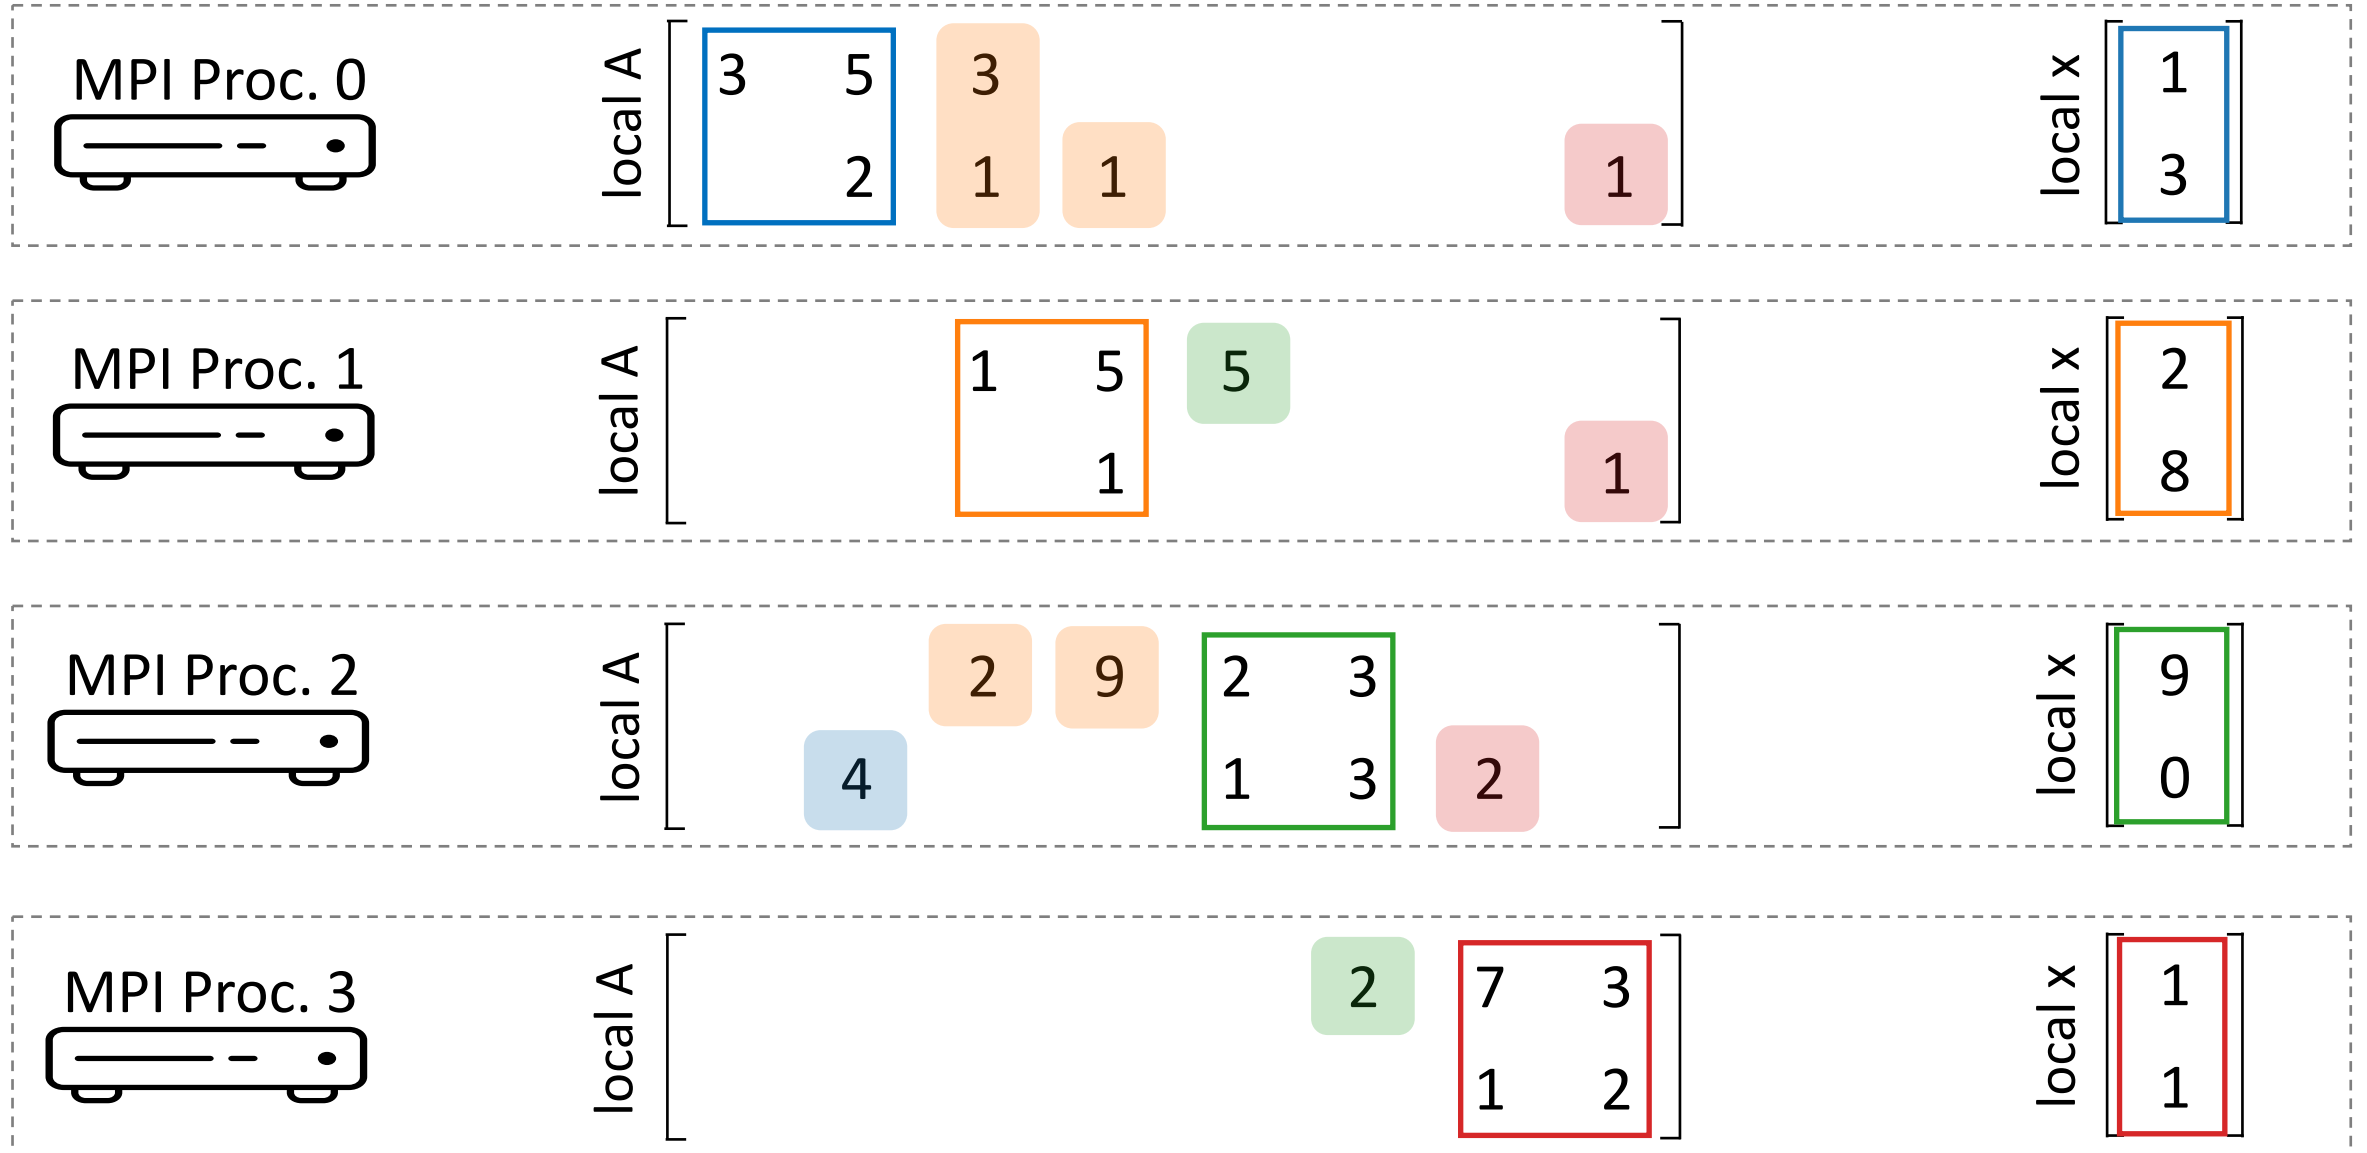 MPI Proc. 0
local A
3 5 3
2 1 1 1
local x
1
3
MPI Proc. 1
local A
1 5 5
1 1
local x
2
8
MPI Proc. 2
local A
2 9 2 3
4 1 3 2
local x
9
0
MPI Proc. 3
local A
2 7 3
1 2
local x
1
1